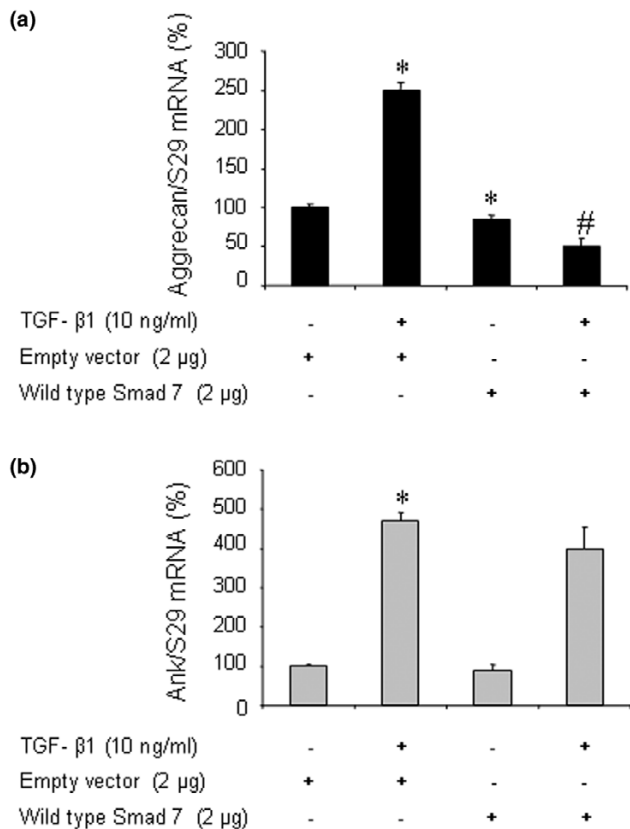 (a)
Aggrecan/S29 mRNA (%)
300
250
200
150
100
50
0
*
*
#
TGF- β1 (10 ng/ml) - + - +
Empty vector (2 µg) + + - -
Wild type Smad 7 (2 µg) - - + +
(b)
Ank/S29 mRNA (%)
600
500
400
300
200
100
0
*
TGF- β1 (10 ng/ml) - + - +
Empty vector (2 µg) + + - -
Wild type Smad 7 (2 µg) - - + +